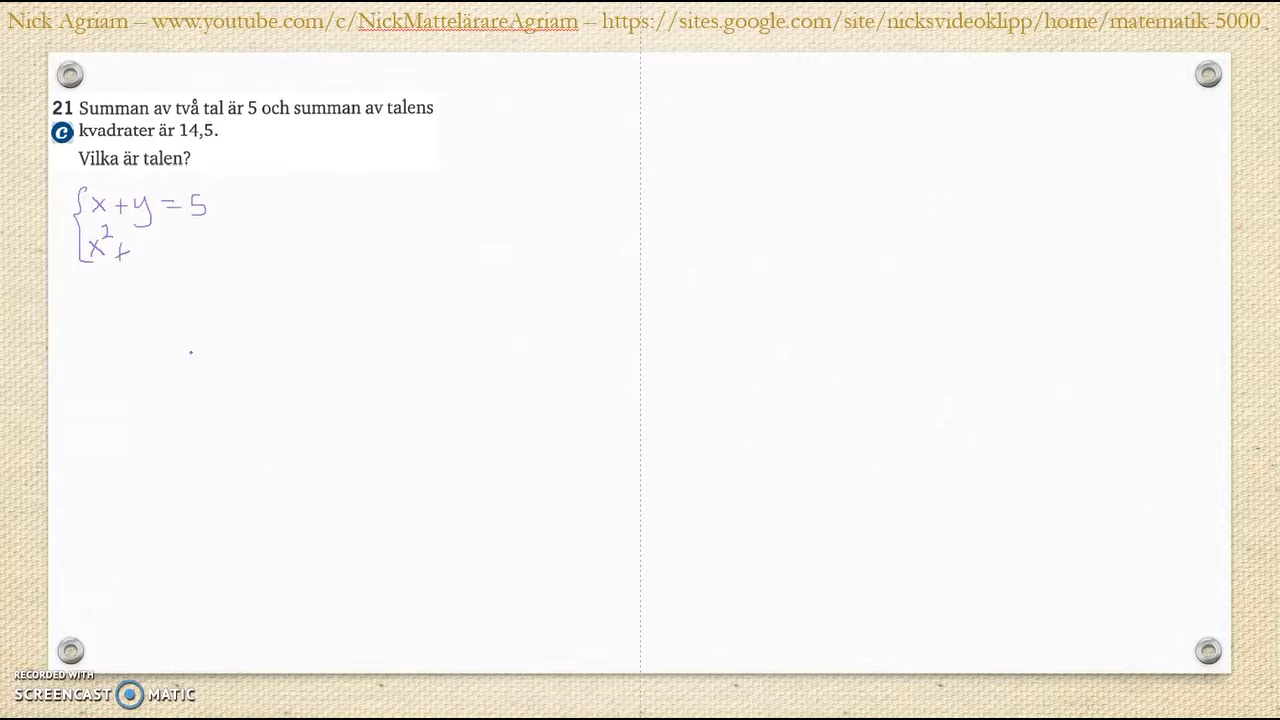 Nick Agriam – www.youtube.com/c/NickMattelärareAgriam – https://sites.google.com/site/nicksvideoklipp/home/matematik-5000
21 Summan av två tal är 5 och summan av talens
C kvadrater är 14,5.
Vilka är talen?
x + y = 5
x² +
RECORDED WITH
SCREENCAST MATIC